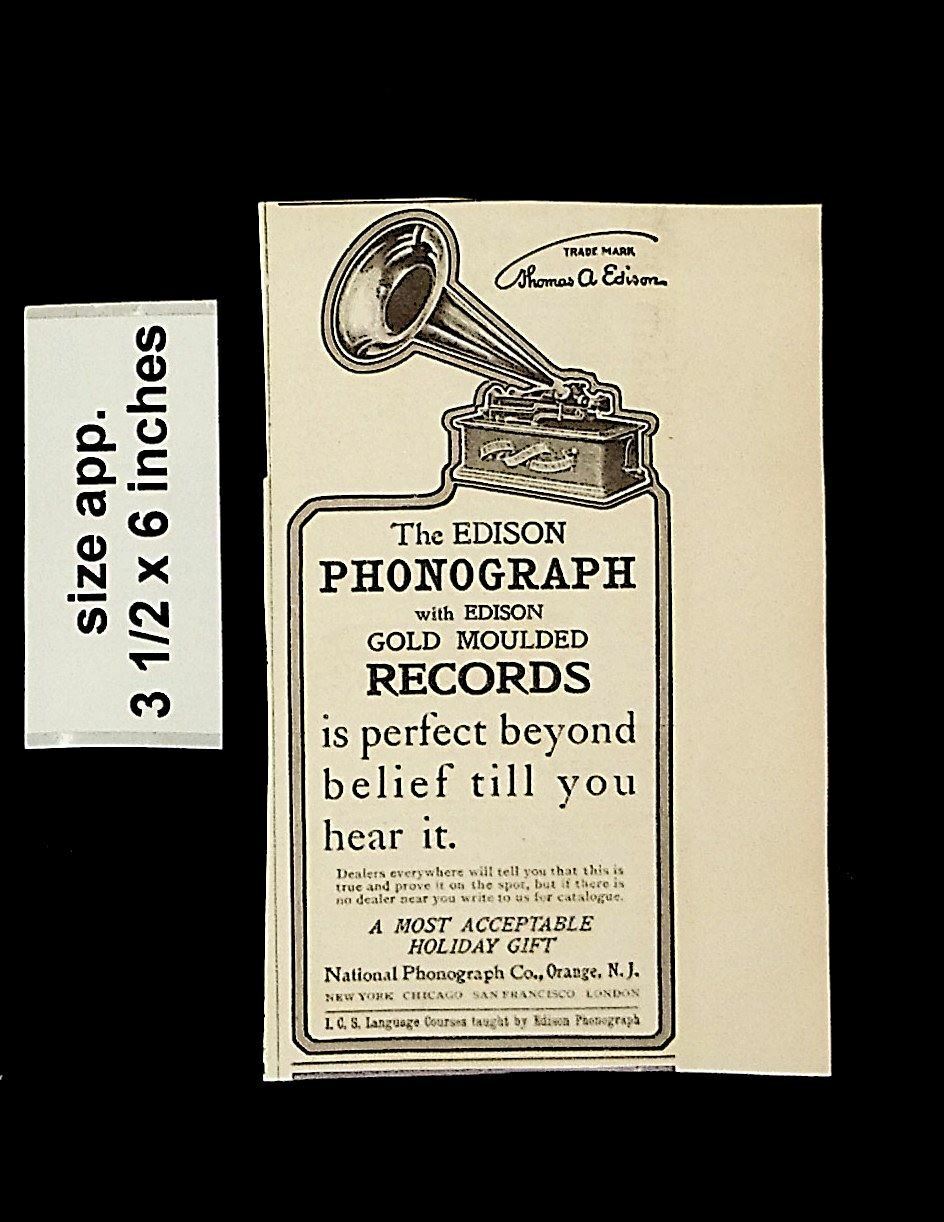 size app.
3 1/2 x 6 inches
TRADE MARK
Thomas A Edison
The EDISON
PHONOGRAPH
with EDISON
GOLD MOULDED
RECORDS
is perfect beyond
belief till you
hear it.
Dealers everywhere will tell you that this is
true and prove it on the spot, but if there is
no dealer near you write to us for catalogue.
A MOST ACCEPTABLE
HOLIDAY GIFT
National Phonograph Co., Orange, N. J.
NEW YORK CHICAGO SAN FRANCISCO LONDON
I. C. S. Language Courses taught by Edison Phonograph